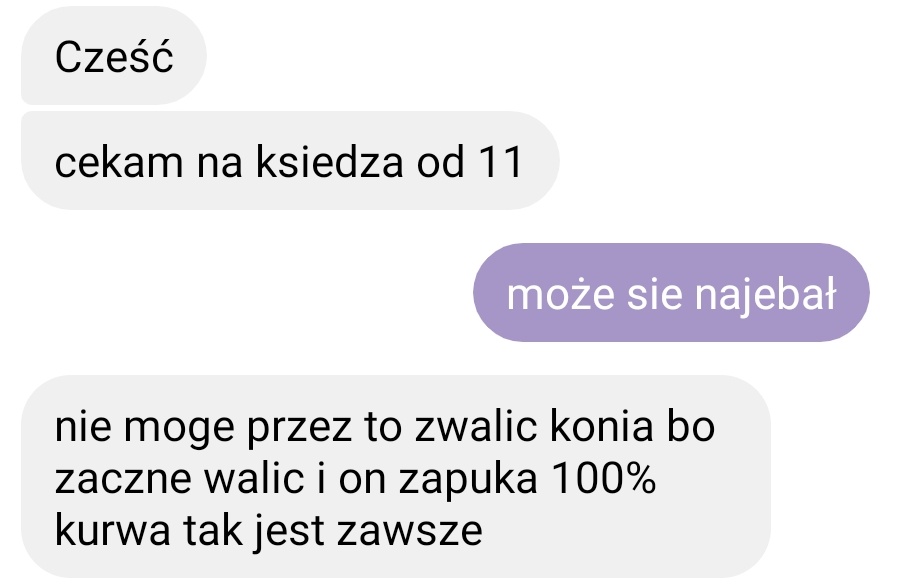 Cześć
cekam na ksiedza od 11
może sie najebał
nie moge przez to zwalic konia bo
zaczne walic i on zapuka 100%
kurwa tak jest zawsze